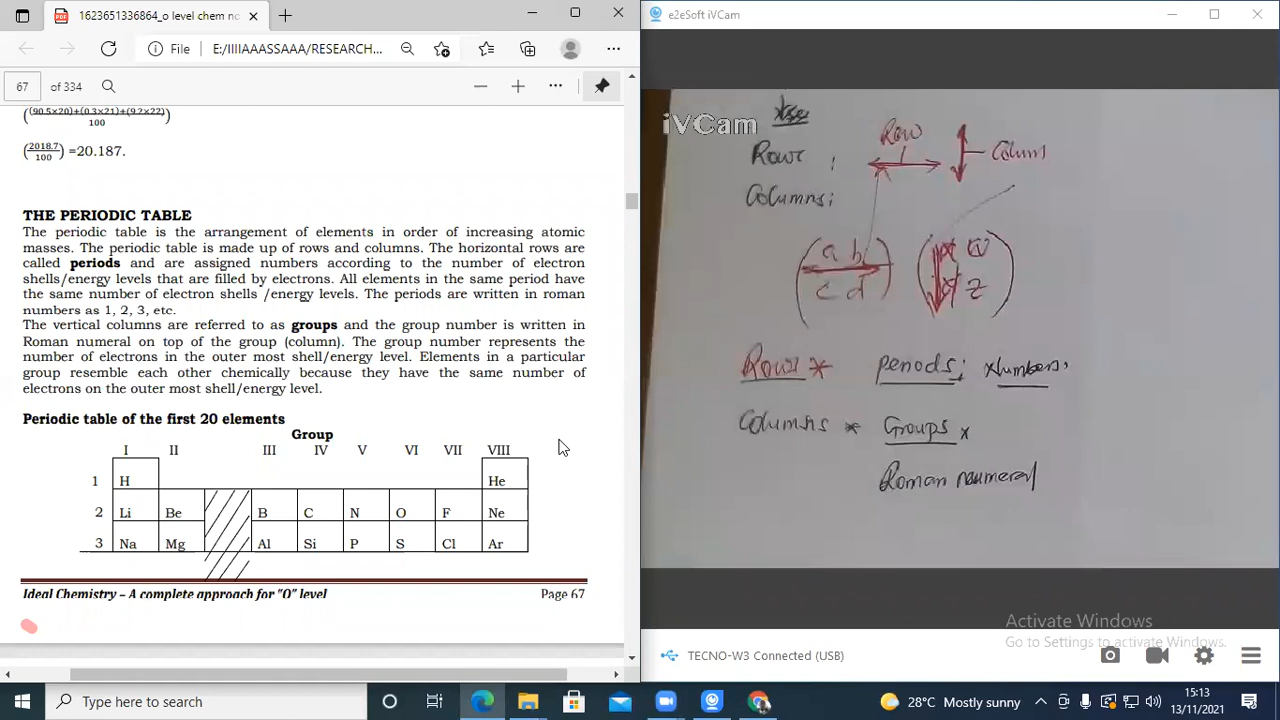 1623651336864_o level chem no
e2eSoft iVCam
File
E:/IIIIAAASSAAA/RESEARCH...
67 of 334
(90.5x20)+(0.3x21)+(9.2x22)
100
2018.7
100
=20.187.
THE PERIODIC TABLE
The periodic table is the arrangement of elements in order of increasing atomic
masses. The periodic table is made up of rows and columns. The horizontal rows are
called periods and are assigned numbers according to the number of electron
shells/energy levels that are filled by electrons. All elements in the same period have
the same number of electron shells /energy levels. The periods are written in roman
numbers as 1, 2, 3, etc.
The vertical columns are referred to as groups and the group number is written in
Roman numeral on top of the group (column). The group number represents the
number of electrons in the outer most shell/energy level. Elements in a particular
group resemble each other chemically because they have the same number of
electrons on the outer most shell/energy level.
Periodic table of the first 20 elements
Group
I II III IV V VI VII VIII
1 H He
2 Li Be B C N O F Ne
3 Na Mg Al Si P S Cl Ar
Ideal Chemistry – A complete approach for "O" level Page 67
iVCam
Row
Rows ;
Column
Columns;
a b
c d
Rows * periods; Numbers,
Columns * Groups *
Roman numeral
Activate Windows
Go to Settings to activate Windows.
TECNO-W3 Connected (USB)
Type here to search
28°C Mostly sunny
15:13
13/11/2021